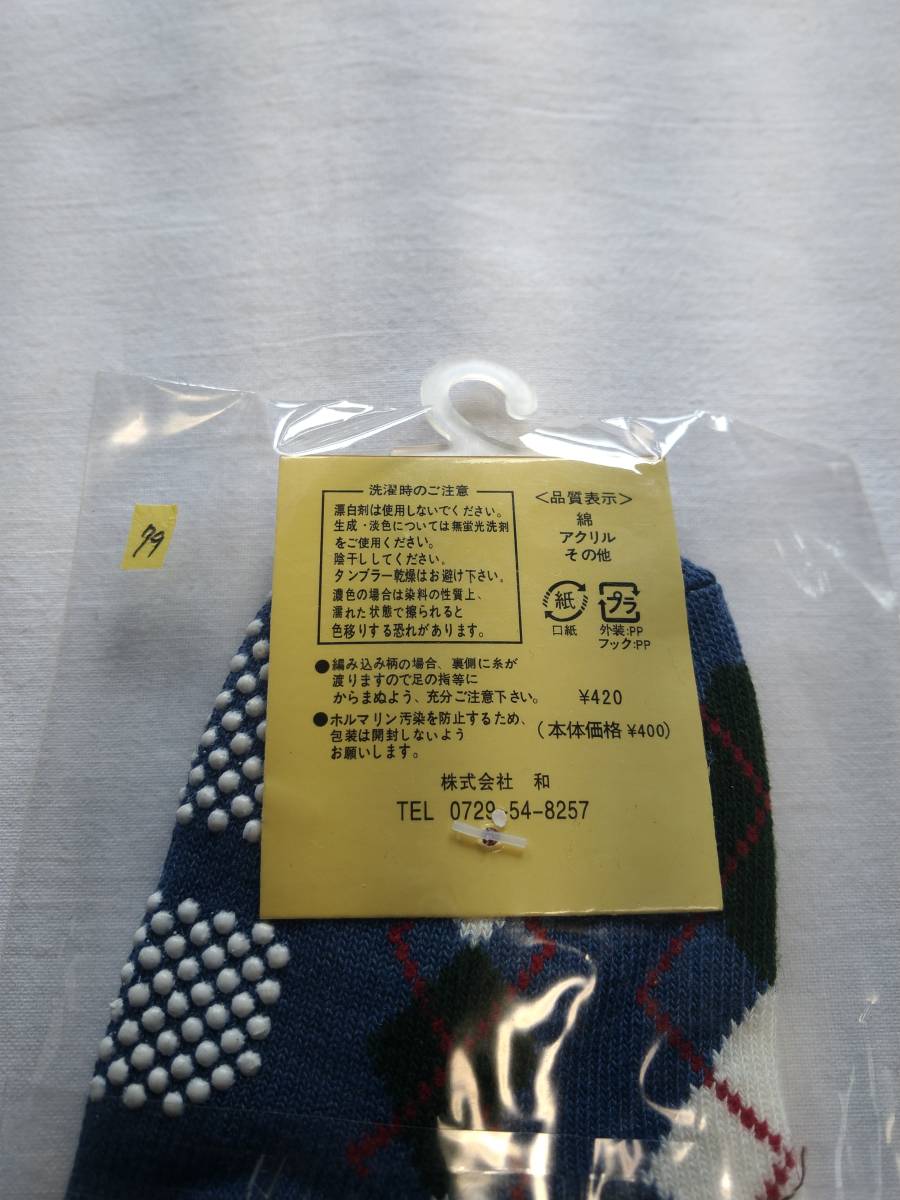 79
洗濯時のご注意
漂白剤は使用しないでください。
生成・淡色については無蛍光洗剤
をご使用ください。
陰干ししてください。
タンブラー乾燥はお避け下さい。
濃色の場合は染料の性質上、
濡れた状態で擦られると
色移りする恐れがあります。
●編み込み柄の場合、裏側に糸が
渡りますので足の指等に
からまぬよう、充分ご注意下さい。
●ホルマリン汚染を防止するため、
包装は開封しないよう
お願いします。
＜品質表示＞
綿
アクリル
その他
紙
口紙
プラ
外装:PP
フック:PP
¥420
(本体価格¥400)
株式会社 和
TEL 0729-54-8257